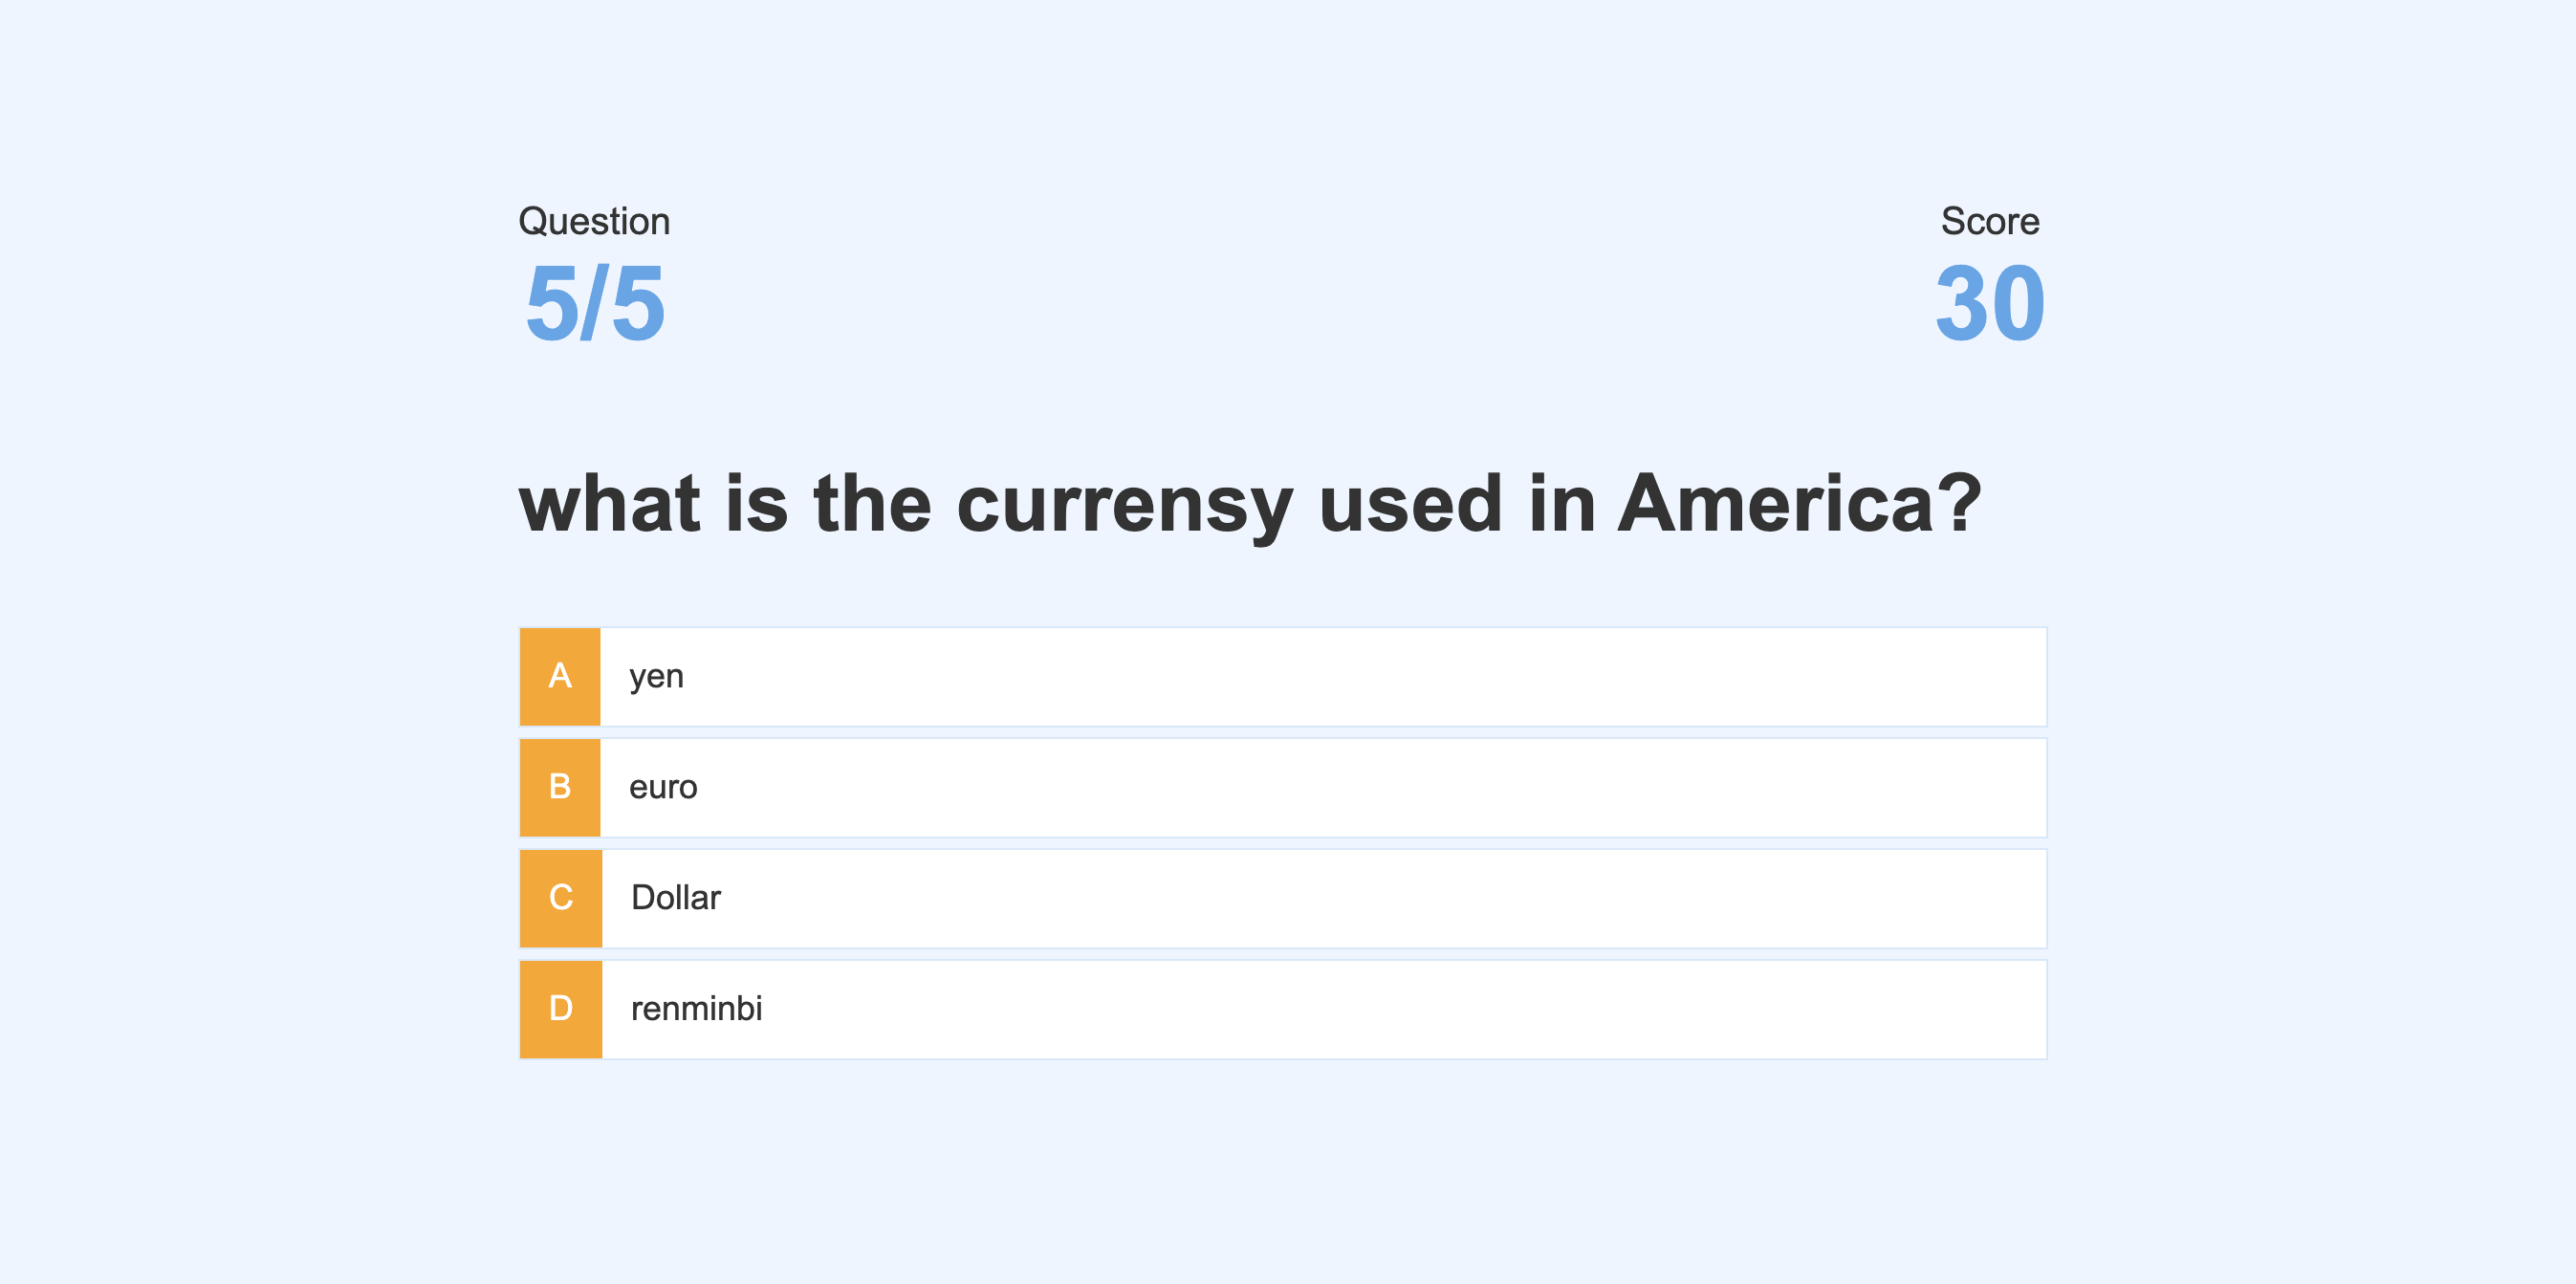 Question
Score
5/5
30
what is the currensy used in America?
A yen
B euro
C Dollar
D renminbi